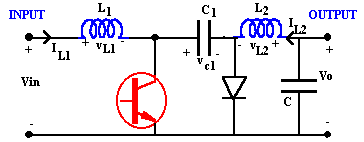 INPUT L1 C1 L2 OUTPUT
+ IL1 + vL1 - + vc1 - + vL2 - IL2 +
Vin C Vo
- -